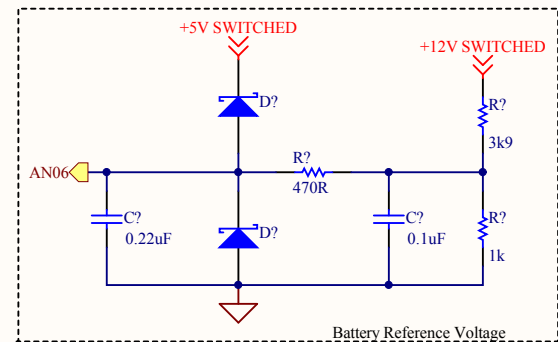 +5V SWITCHED
+12V SWITCHED
D?
R?
3k9
R?
AN06
470R
C?
0.22uF
D?
C?
0.1uF
R?
1k
Battery Reference Voltage